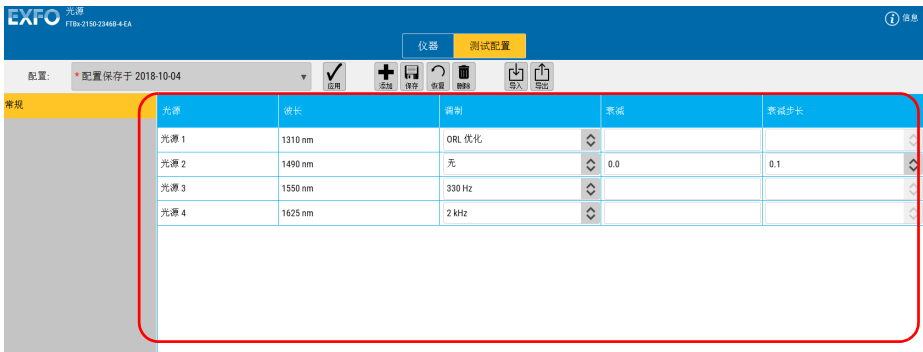 EXFO 光源
FTBx-2150-2346B-4-EA
信息
仪器 测试配置
配置: * 配置保存于 2018-10-04
应用 添加 保存 恢复 删除 导入 导出
常规
光源 波长 调制 衰减 衰减步长
光源 1 1310 nm ORL 优化
光源 2 1490 nm 无 0.0 0.1
光源 3 1550 nm 330 Hz
光源 4 1625 nm 2 kHz